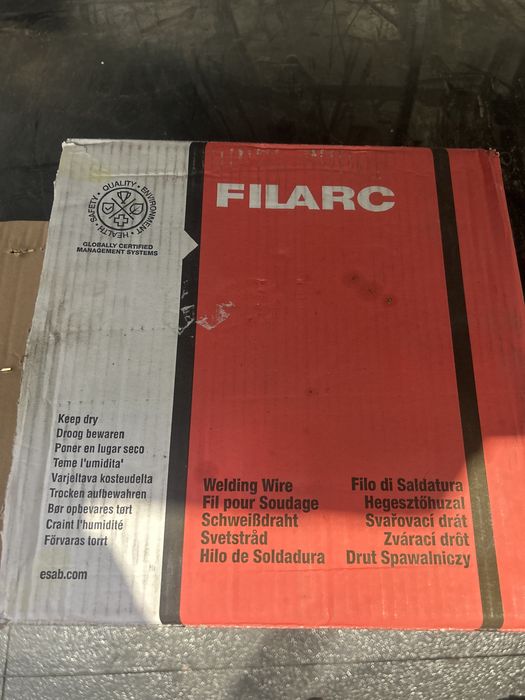 QUALITY · ENVIRONMENT · HEALTH · SAFETY ·
GLOBALLY CERTIFIED
MANAGEMENT SYSTEMS
FILARC
Keep dry
Droog bewaren
Poner en lugar seco
Teme l'umidita'
Varjeltava kosteudelta
Trocken aufbewahren
Bør opbevares tørt
Craint l'humidité
Förvaras torrt
esab.com
Welding Wire
Fil pour Soudage
Schweißdraht
Svetstråd
Hilo de Soldadura
Filo di Saldatura
Hegesztőhuzal
Svařovací drát
Zvárací drôt
Drut Spawalniczy